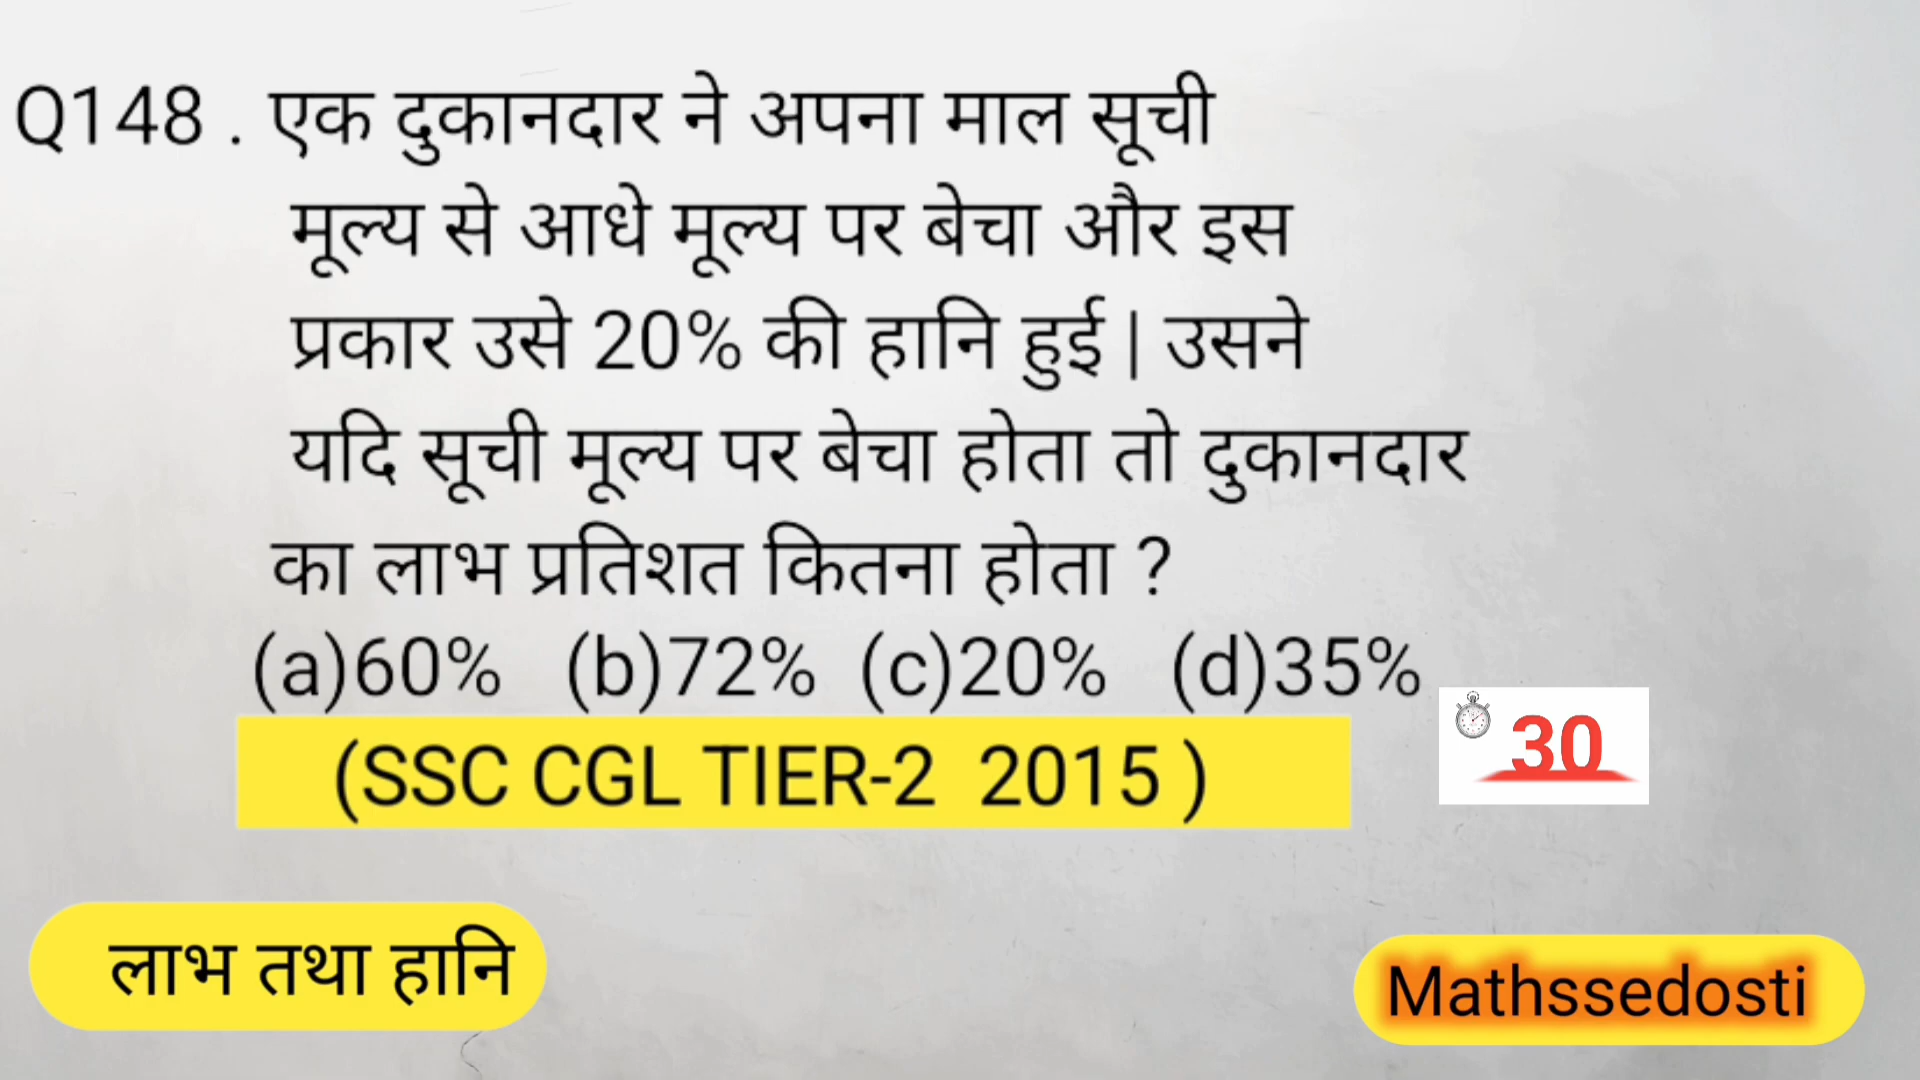 Q148 . एक दुकानदार ने अपना माल सूची
मूल्य से आधे मूल्य पर बेचा और इस
प्रकार उसे 20% की हानि हुई | उसने
यदि सूची मूल्य पर बेचा होता तो दुकानदार
का लाभ प्रतिशत कितना होता ?
(a)60% (b)72% (c)20% (d)35%
30
(SSC CGL TIER-2 2015 )
लाभ तथा हानि
Mathssedosti